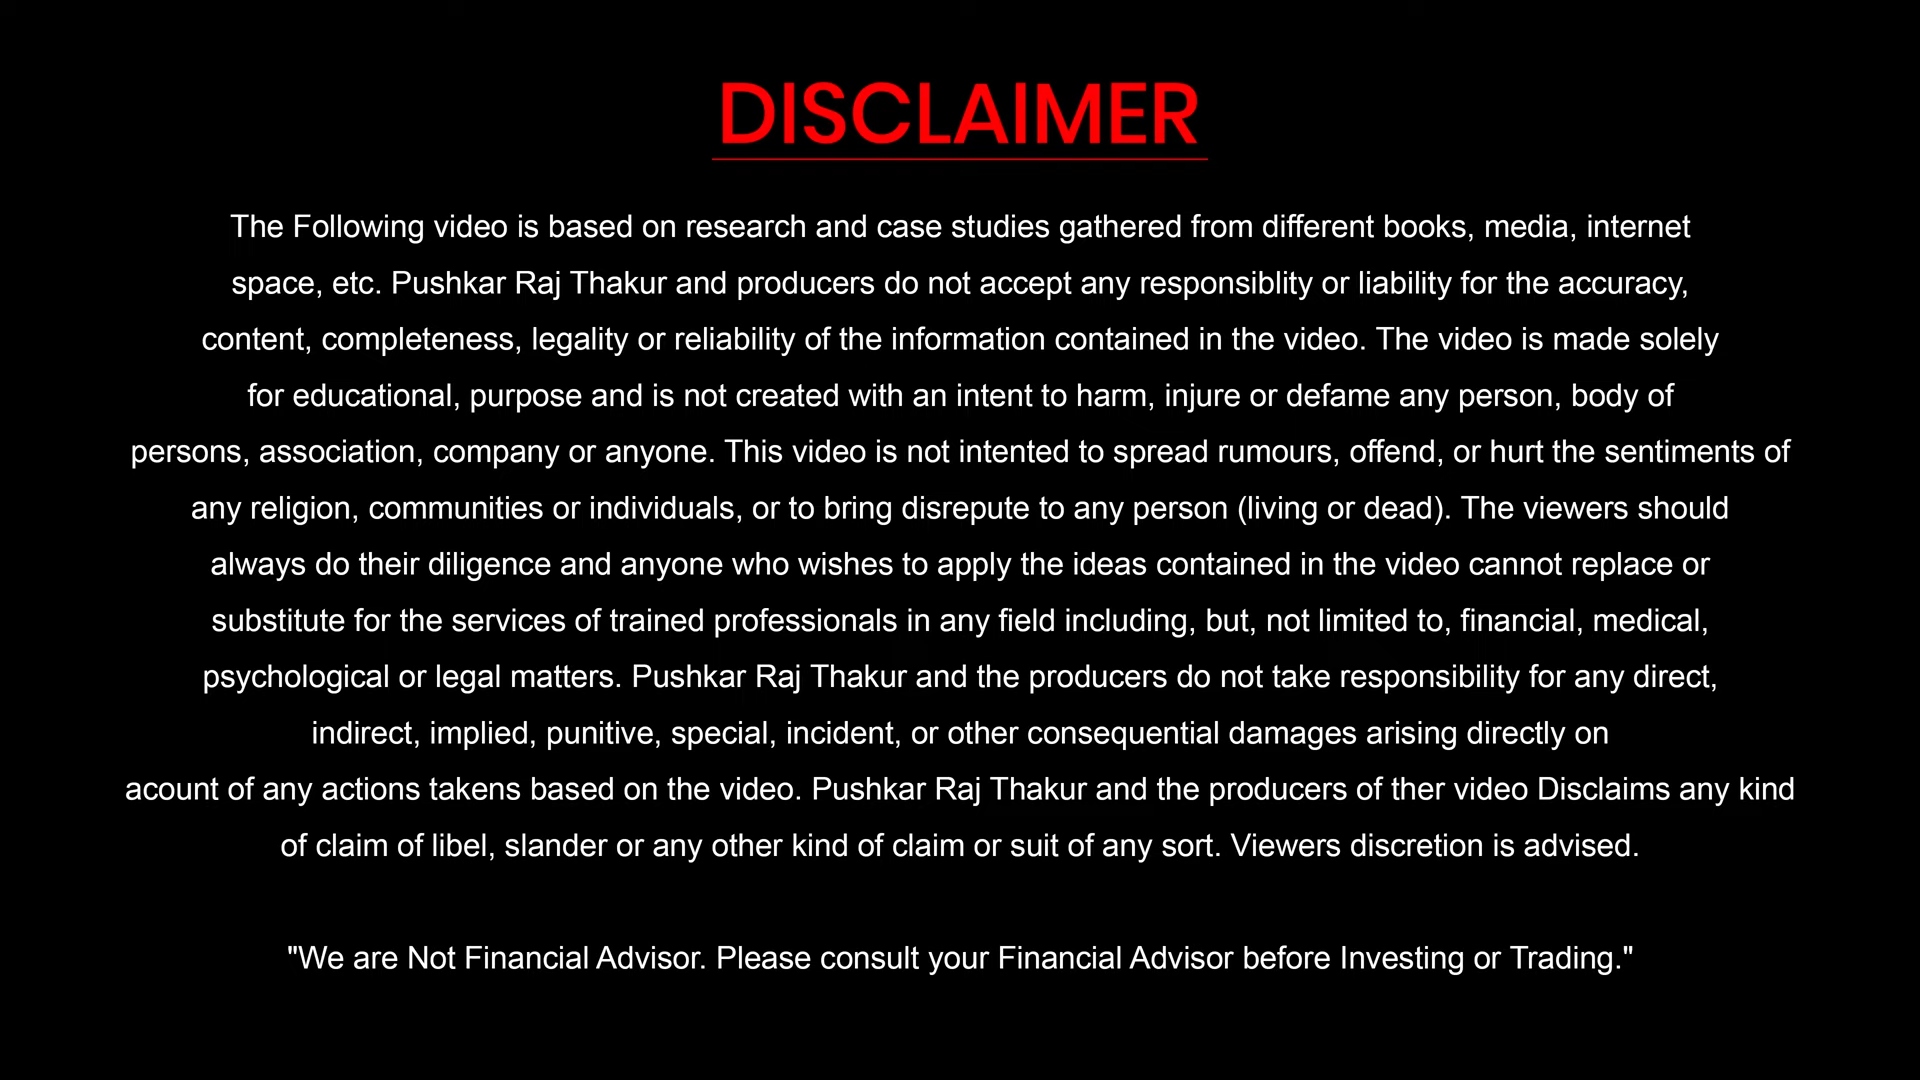 DISCLAIMER
The Following video is based on research and case studies gathered from different books, media, internet
space, etc. Pushkar Raj Thakur and producers do not accept any responsiblity or liability for the accuracy,
content, completeness, legality or reliability of the information contained in the video. The video is made solely
for educational, purpose and is not created with an intent to harm, injure or defame any person, body of
persons, association, company or anyone. This video is not intented to spread rumours, offend, or hurt the sentiments of
any religion, communities or individuals, or to bring disrepute to any person (living or dead). The viewers should
always do their diligence and anyone who wishes to apply the ideas contained in the video cannot replace or
substitute for the services of trained professionals in any field including, but, not limited to, financial, medical,
psychological or legal matters. Pushkar Raj Thakur and the producers do not take responsibility for any direct,
indirect, implied, punitive, special, incident, or other consequential damages arising directly on
acount of any actions takens based on the video. Pushkar Raj Thakur and the producers of ther video Disclaims any kind
of claim of libel, slander or any other kind of claim or suit of any sort. Viewers discretion is advised.
"We are Not Financial Advisor. Please consult your Financial Advisor before Investing or Trading."